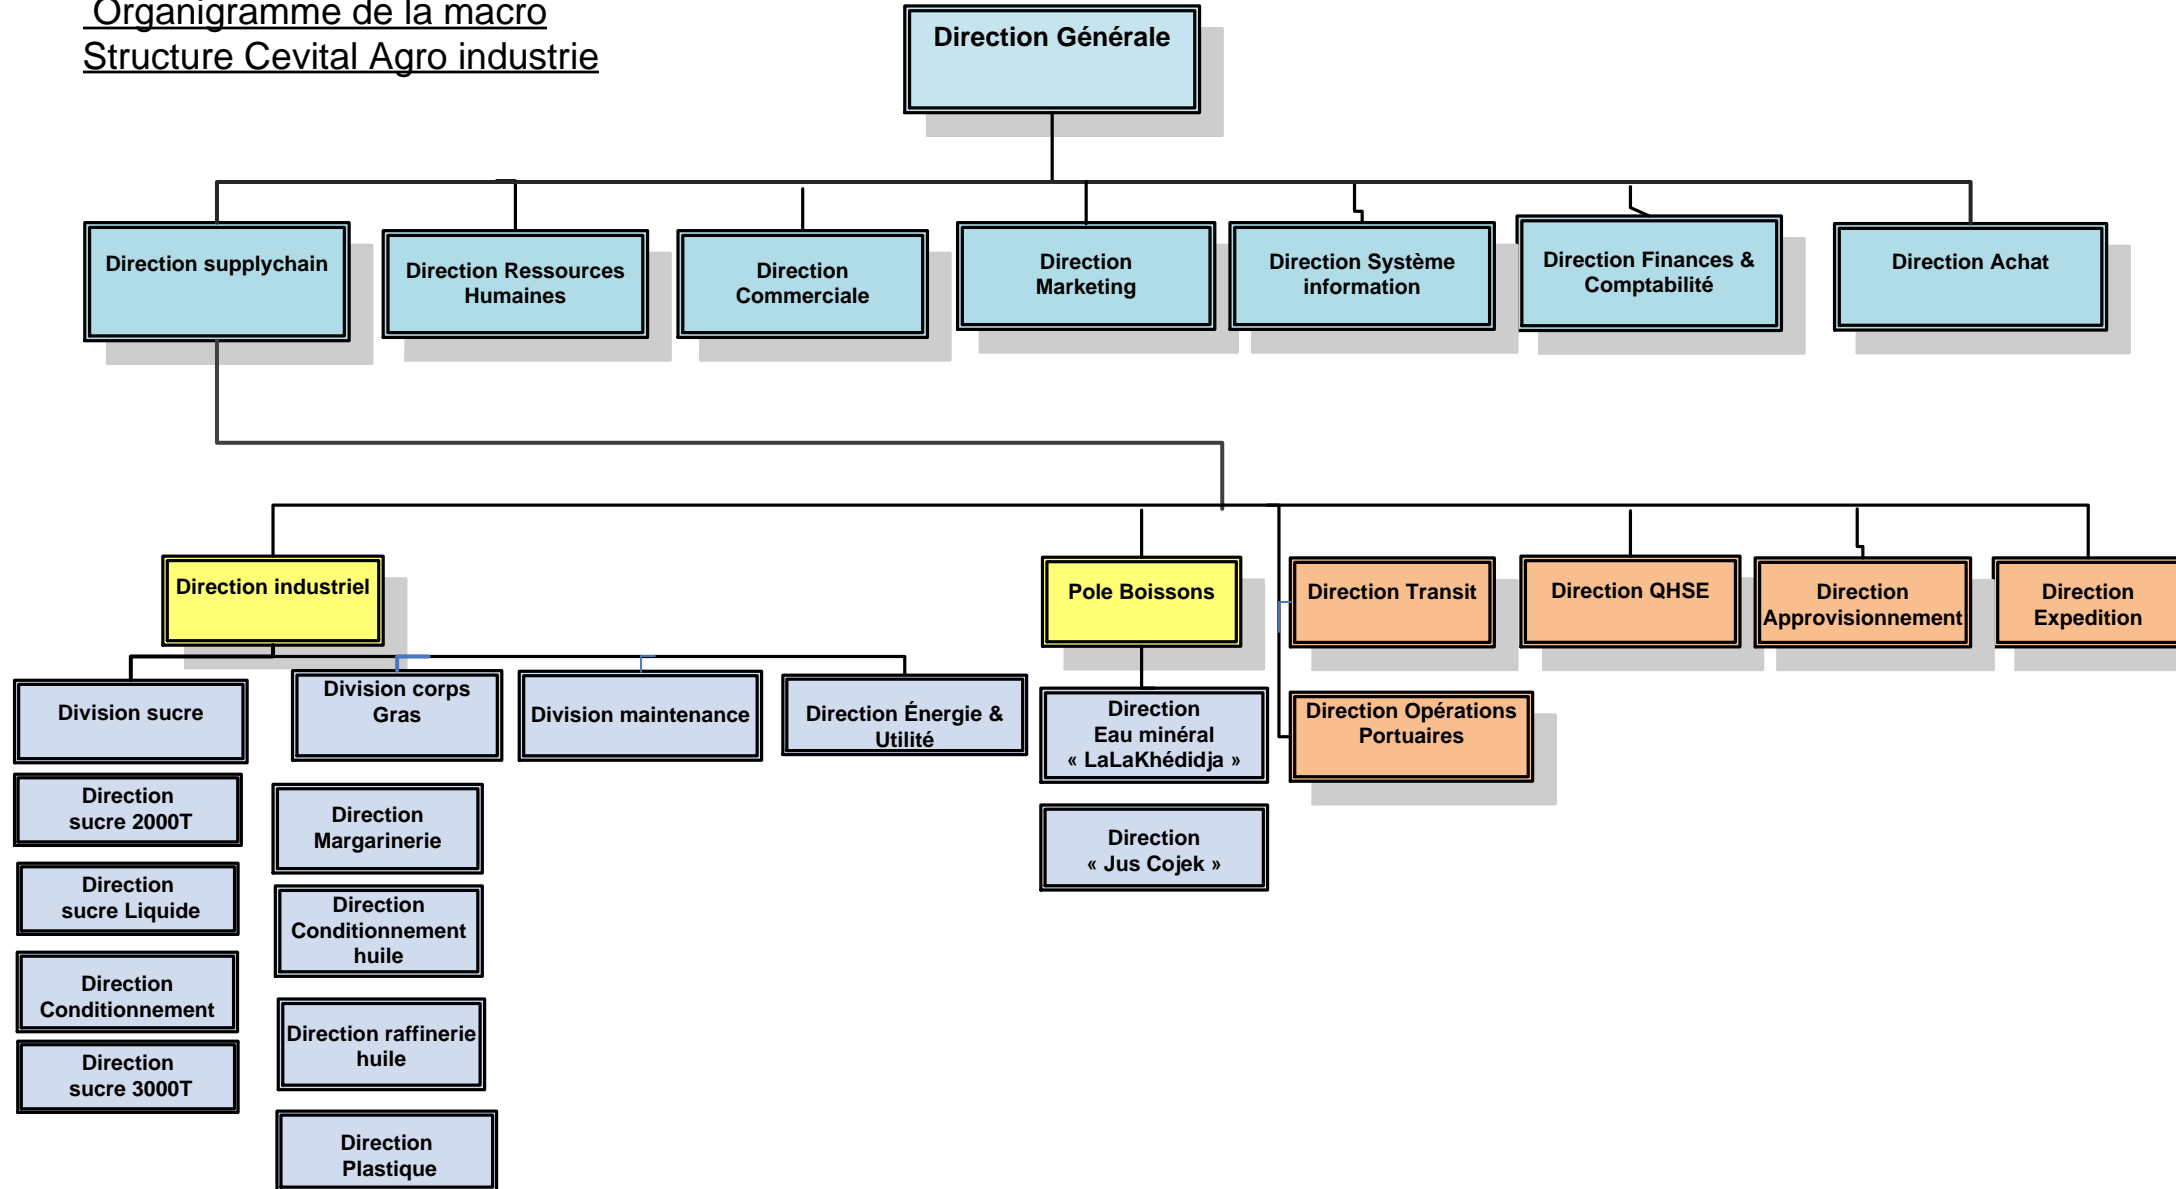 Organigramme de la macro
Structure Cevital Agro industrie
Direction Générale
Direction supplychain
Direction Ressources
Humaines
Direction
Commerciale
Direction
Marketing
Direction Système
information
Direction Finances &
Comptabilité
Direction Achat
Direction industriel
Pole Boissons
Direction Transit
Direction QHSE
Direction
Approvisionnement
Direction
Expedition
Division sucre
Division corps
Gras
Division maintenance
Direction Énergie &
Utilité
Direction
Eau minéral
« LaLaKhédidja »
Direction Opérations
Portuaires
Direction
sucre 2000T
Direction
Margarinerie
Direction
« Jus Cojek »
Direction
sucre Liquide
Direction
Conditionnement
huile
Direction
Conditionnement
Direction raffinerie
huile
Direction
sucre 3000T
Direction
Plastique